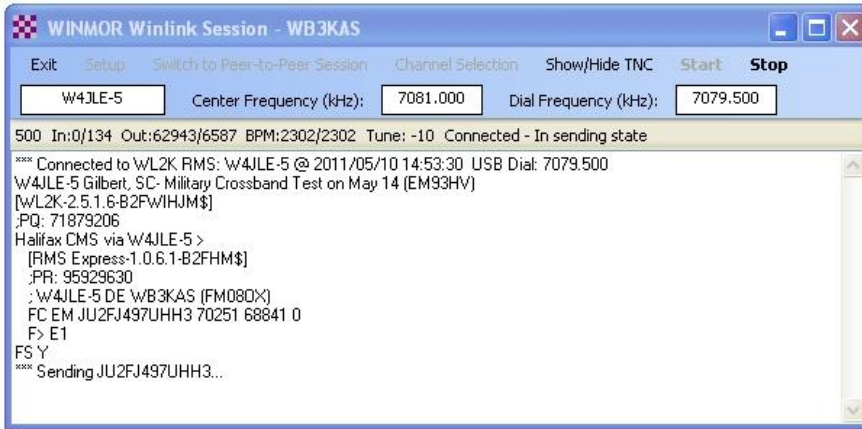 WINMOR Winlink Session - WB3KAS
Exit Setup Switch to Peer-to-Peer Session Channel Selection Show/Hide TNC Start Stop
W4JLE-5 Center Frequency (kHz): 7081.000 Dial Frequency (kHz): 7079.500
500 In:0/134 Out:62943/6587 BPM:2302/2302 Tune: -10 Connected - In sending state
*** Connected to WL2K RMS: W4JLE-5 @ 2011/05/10 14:53:30 USB Dial: 7079.500
W4JLE-5 Gilbert, SC- Military Crossband Test on May 14 (EM93HV)
[WL2K-2.5.1.6-B2FWIHJM$]
;PQ: 71879206
Halifax CMS via W4JLE-5 >
[RMS Express-1.0.6.1-B2FHM$]
;PR: 95929630
; W4JLE-5 DE WB3KAS (FM08OX)
FC EM JU2FJ497UHH3 70251 68841 0
F> E1
FS Y
*** Sending JU2FJ497UHH3...